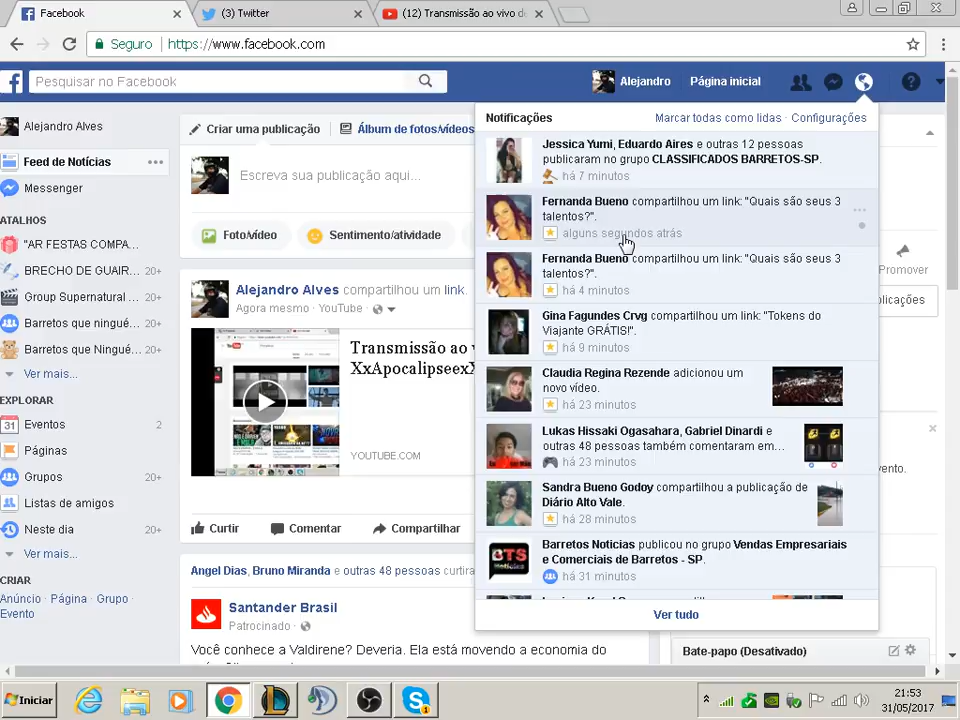 Facebook
(3) Twitter
(12) Transmissão ao vivo d
Seguro
https://www.facebook.com
Pesquisar no Facebook
Alejandro
Página inicial
Alejandro Alves
Feed de Notícias
Messenger
ATALHOS
"AR FESTAS COMPA...
BRECHO DE GUAIR... 20+
Group Supernatural ... 20+
Barretos que ningué... 20+
Barretos que Ningué... 20+
Ver mais...
EXPLORAR
31 Eventos 2
Páginas
Grupos 20+
Listas de amigos
Neste dia 20+
Ver mais...
CRIAR
Anúncio · Página · Grupo ·
Evento
Criar uma publicação
Álbum de fotos/vídeos
Escreva sua publicação aqui...
Foto/vídeo
Sentimento/atividade
Alejandro Alves compartilhou um link.
Agora mesmo · YouTube ·
Transmissão ao v
XxApocalipseexX
YOUTUBE.COM
Curtir
Comentar
Compartilhar
Angel Dias, Bruno Miranda e outras 48 pessoas curtira
Santander Brasil
Patrocinado ·
Você conhece a Valdirene? Deveria. Ela está movendo a economia do
Notificações
Marcar todas como lidas · Configurações
Jessica Yumi, Eduardo Aires e outras 12 pessoas
publicaram no grupo CLASSIFICADOS BARRETOS-SP.
há 7 minutos
Fernanda Bueno compartilhou um link: "Quais são seus 3
talentos?".
alguns segundos atrás
Fernanda Bueno compartilhou um link: "Quais são seus 3
talentos?".
há 4 minutos
Gina Fagundes Crvg compartilhou um link: "Tokens do
Viajante GRÁTIS!".
há 9 minutos
Claudia Regina Rezende adicionou um
novo vídeo.
há 23 minutos
Lukas Hissaki Ogasahara, Gabriel Dinardi e
outras 48 pessoas também comentaram em...
há 23 minutos
Sandra Bueno Godoy compartilhou a publicação de
Diário Alto Vale.
há 28 minutos
BTS
Barretos Noticias publicou no grupo Vendas Empresariais
e Comerciais de Barretos - SP.
há 31 minutos
Ver tudo
Promover
blicações
vento.
Bate-papo (Desativado)
Iniciar
21:53
31/05/2017